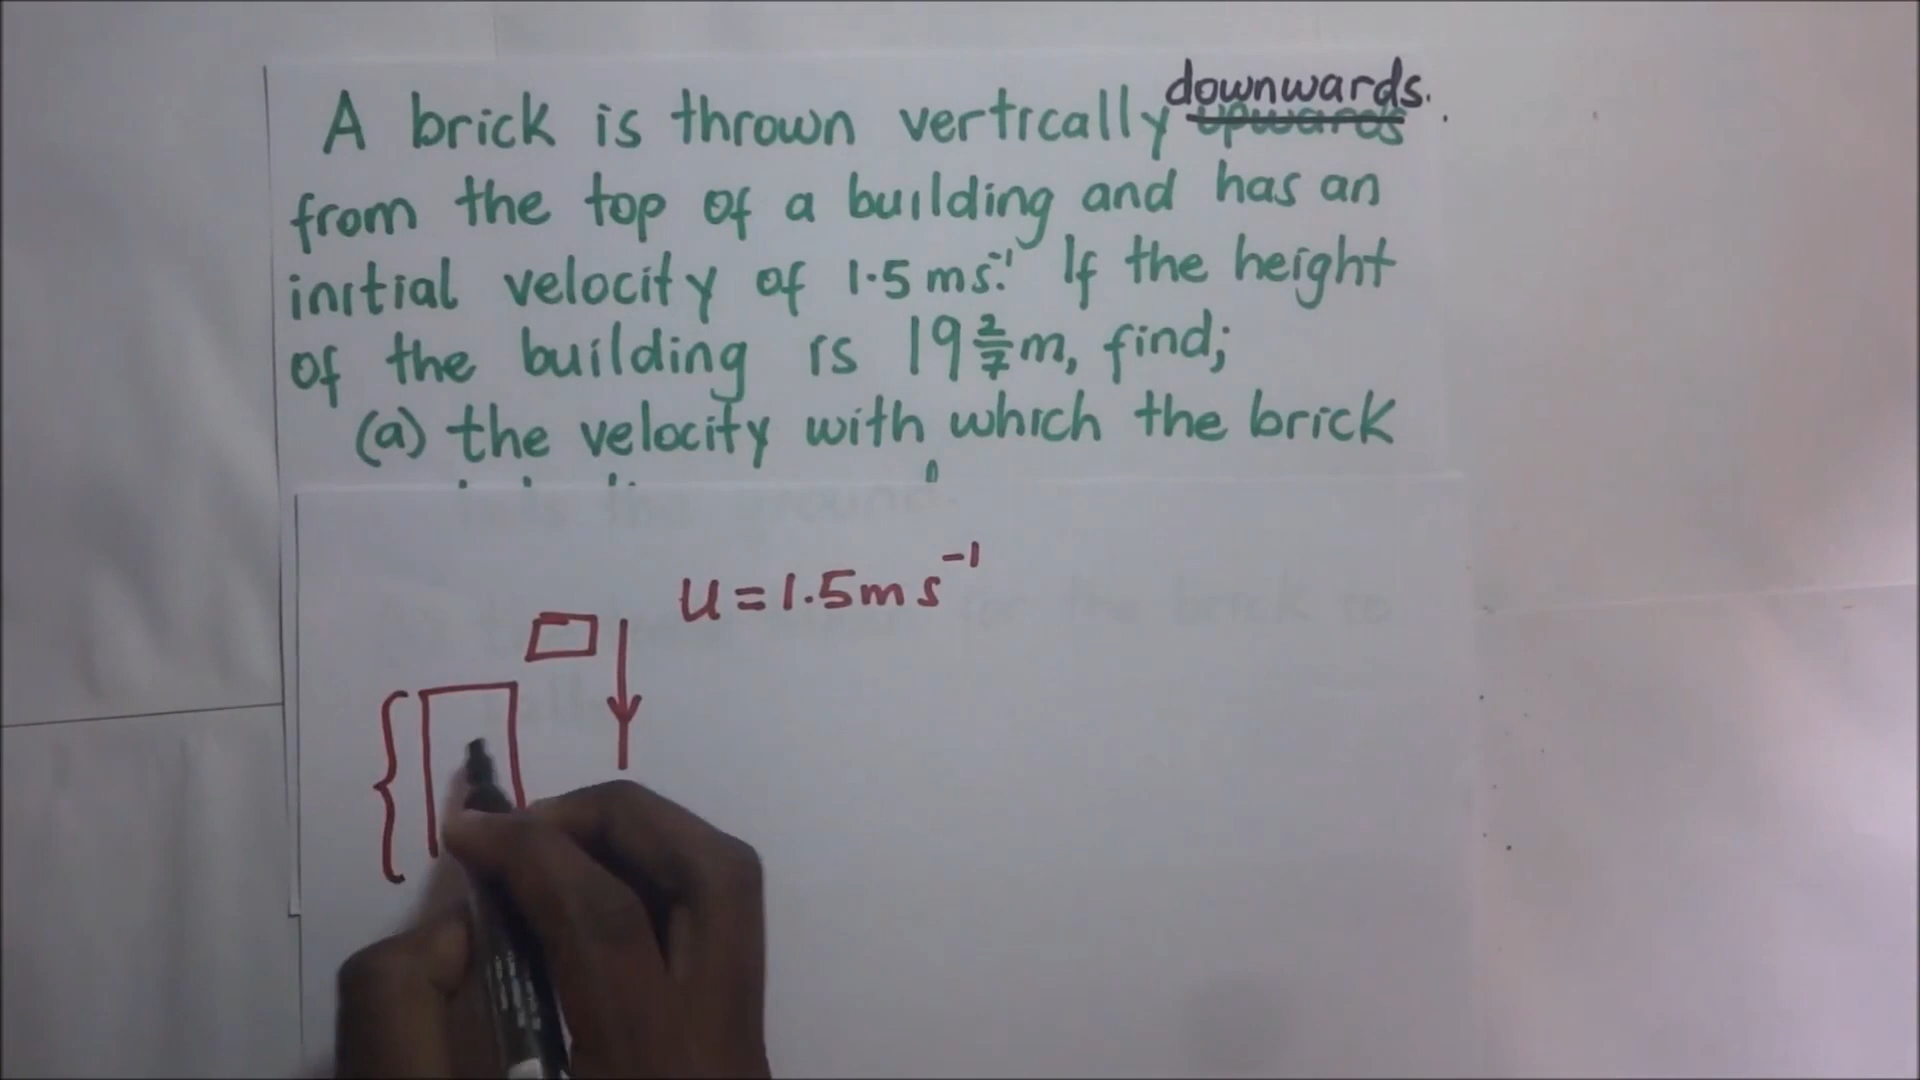 A brick is thrown vertically upwards downwards.
from the top of a building and has an
initial velocity of 1.5 ms⁻¹. If the height
of the building is 19 2/7 m, find;
(a) the velocity with which the brick
u = 1.5 m s⁻¹